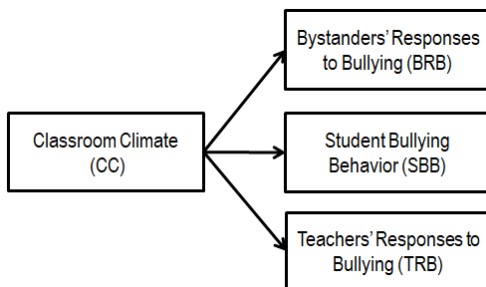 Bystanders' Responses
to Bullying (BRB)
Classroom Climate
(CC)
Student Bullying
Behavior (SBB)
Teachers' Responses to
Bullying (TRB)